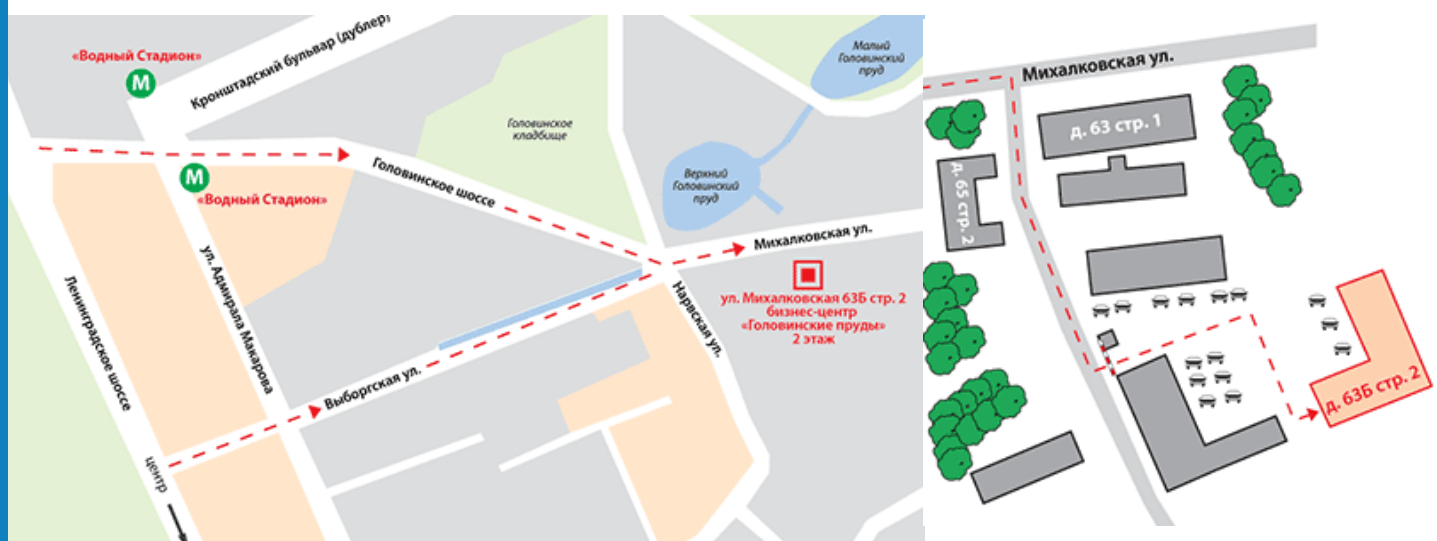 «Водный Стадион»
М
Кронштадский бульвар (дублер)
Малый
Головинский
пруд
Головинское
кладбище
М
«Водный Стадион»
Головинское шоссе
Верхний
Головинский
пруд
Михалковская ул.
ул. Михалковская 63Б стр. 2
бизнес-центр
«Головинские пруды»
2 этаж
Ленинградское шоссе
ул. Адмирала Макарова
Нарвская ул.
Выборгская ул.
центр
Михалковская ул.
д. 63 стр. 1
д. 65 стр. 2
д. 63Б стр. 2